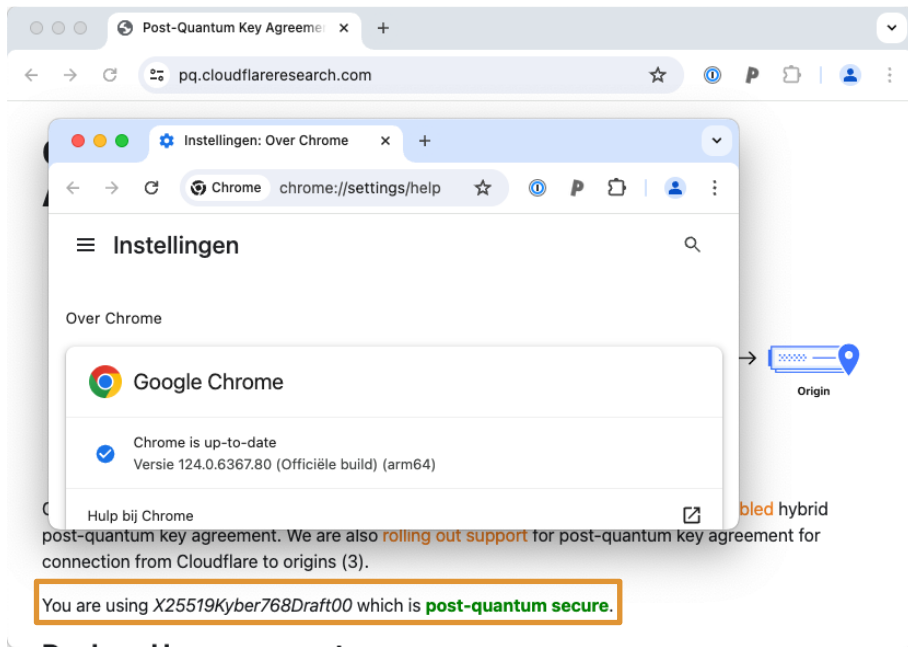 Post-Quantum Key Agreeme
pq.cloudflareresearch.com
Instellingen: Over Chrome
Chrome chrome://settings/help
Instellingen
Over Chrome
Google Chrome
Chrome is up-to-date
Versie 124.0.6367.80 (Officiële build) (arm64)
Hulp bij Chrome
Origin
bled hybrid
post-quantum key agreement. We are also rolling out support for post-quantum key agreement for
connection from Cloudflare to origins (3).
You are using X25519Kyber768Draft00 which is post-quantum secure.